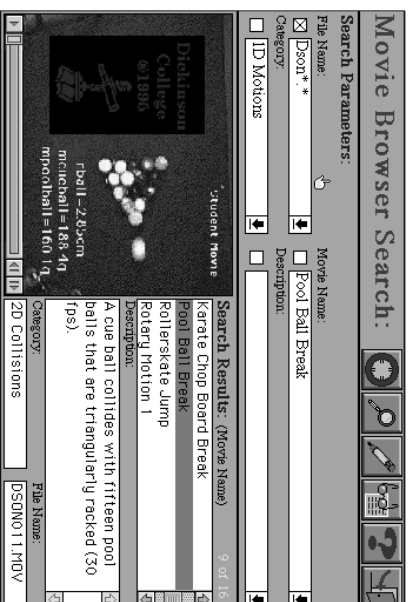 Movie Browser Search:
Search Parameters:
File Name:
Dson*.*
Movie Name:
Pool Ball Break
Category:
1D Motions
Description:
Dickinson
College
©1995
Student Movie
rball=2.85cm
mcueball=188.4g
mpoolball=160.1g
Search Results: (Movie Name)
9 of 16
Karate Chop Board Break
Pool Ball Break
Rollerskate Jump
Rotary Motion 1
Description:
A cue ball collides with fifteen pool
balls that are triangularly racked (30
fps).
Category:
2D Collisions
File Name:
DSON011.MOV